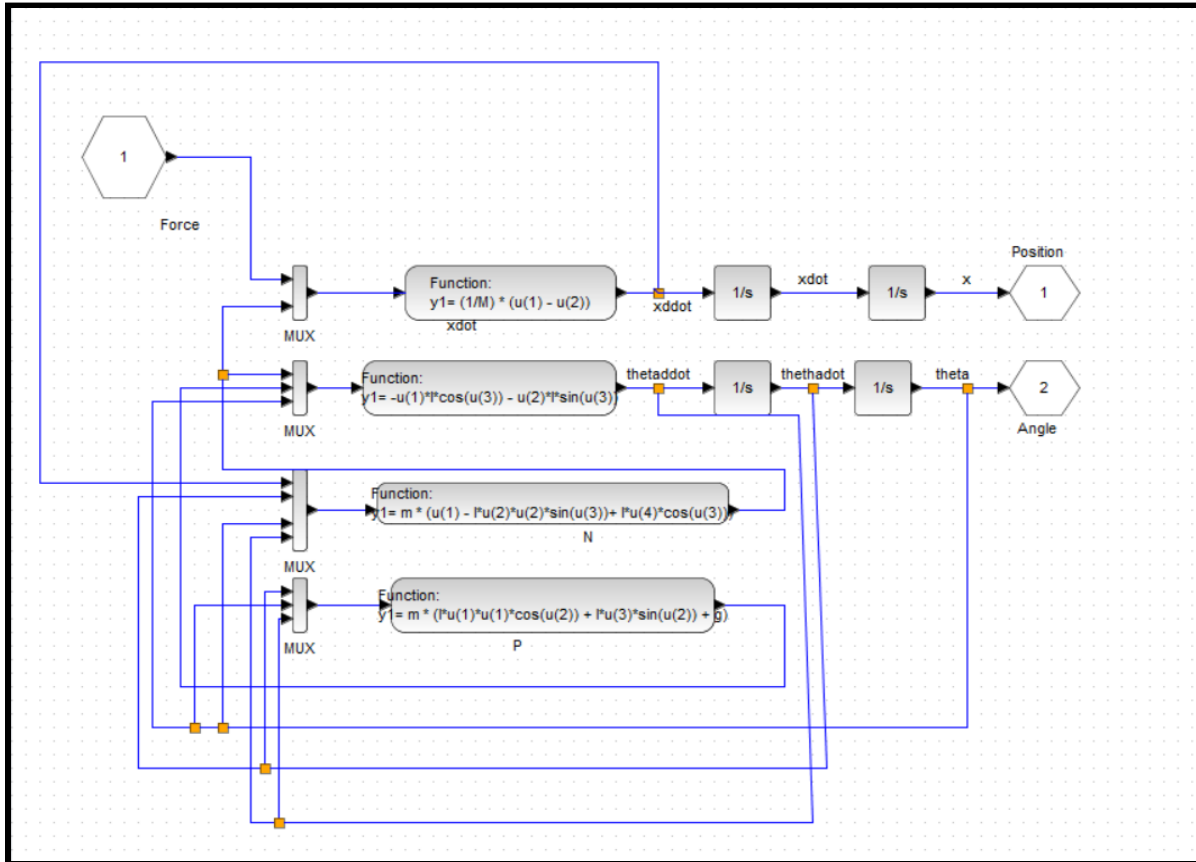 1
Force
Position
Function:
y1= (1/M) * (u(1) - u(2))
xdot
xddot
1/s
xdot
1/s
x
1
MUX
Function:
y1= -u(1)*l*cos(u(3)) - u(2)*l*sin(u(3))
thetaddot
1/s
thethadot
1/s
theta
2
Angle
MUX
Function:
y1= m * (u(1) - l*u(2)*u(2)*sin(u(3))+ l*u(4)*cos(u(3)))
N
MUX
Function:
y1= m * (l*u(1)*u(1)*cos(u(2)) + l*u(3)*sin(u(2)) + g)
P
MUX